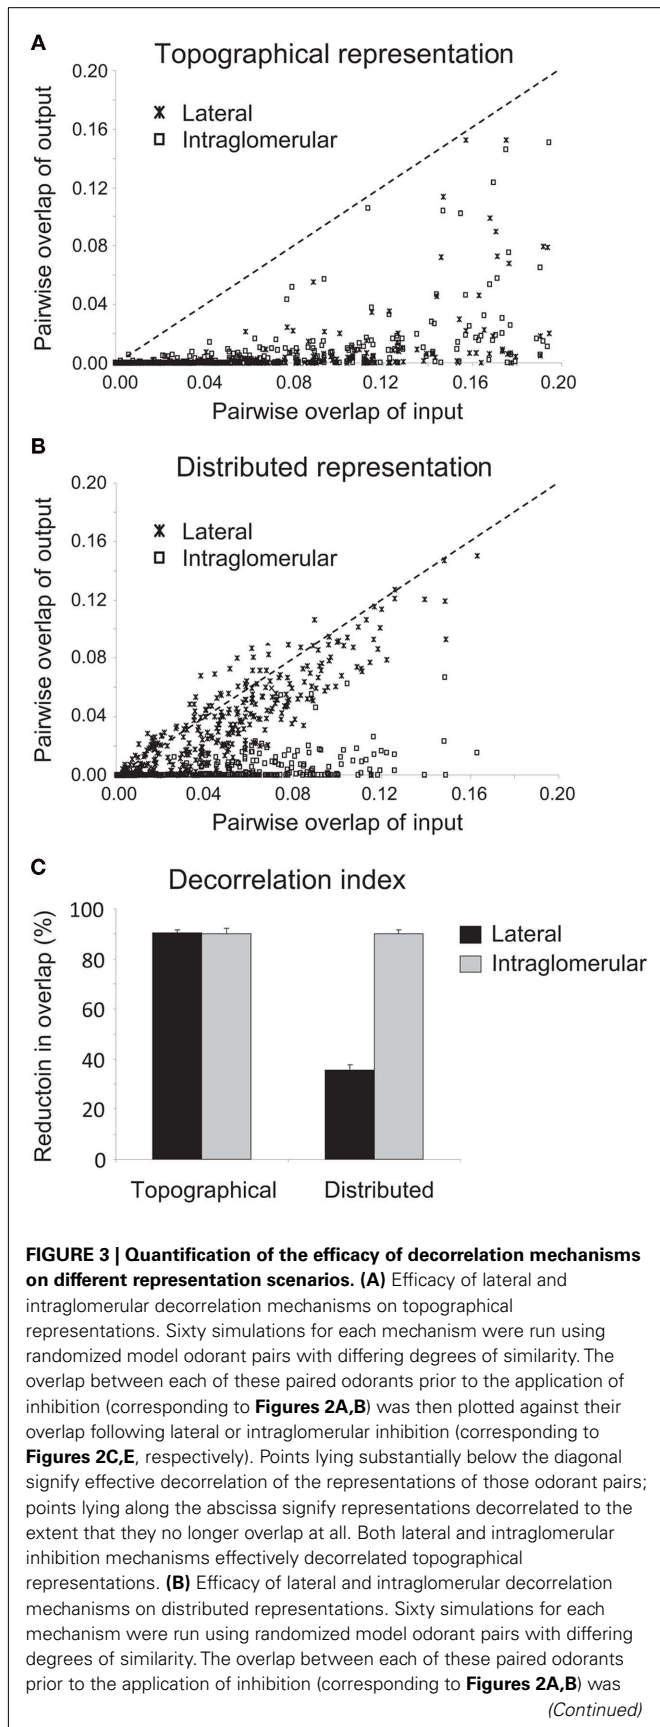 A
Topographical representation
0.20
0.16
0.12
0.08
0.04
0.00
Pairwise overlap of output
Lateral
Intraglomerular
0.00 0.04 0.08 0.12 0.16 0.20
Pairwise overlap of input
B
Distributed representation
0.20
0.16
0.12
0.08
0.04
0.00
Pairwise overlap of output
Lateral
Intraglomerular
0.00 0.04 0.08 0.12 0.16 0.20
Pairwise overlap of input
C
Decorrelation index
100
80
60
40
20
0
Reductoin in overlap (%)
Lateral
Intraglomerular
Topographical Distributed
FIGURE 3 | Quantification of the efficacy of decorrelation mechanisms
on different representation scenarios. (A) Efficacy of lateral and
intraglomerular decorrelation mechanisms on topographical
representations. Sixty simulations for each mechanism were run using
randomized model odorant pairs with differing degrees of similarity. The
overlap between each of these paired odorants prior to the application of
inhibition (corresponding to Figures 2A,B) was then plotted against their
overlap following lateral or intraglomerular inhibition (corresponding to
Figures 2C,E, respectively). Points lying substantially below the diagonal
signify effective decorrelation of the representations of those odorant pairs;
points lying along the abscissa signify representations decorrelated to the
extent that they no longer overlap at all. Both lateral and intraglomerular
inhibition mechanisms effectively decorrelated topographical
representations. (B) Efficacy of lateral and intraglomerular decorrelation
mechanisms on distributed representations. Sixty simulations for each
mechanism were run using randomized model odorant pairs with differing
degrees of similarity. The overlap between each of these paired odorants
prior to the application of inhibition (corresponding to Figures 2A,B) was
(Continued)